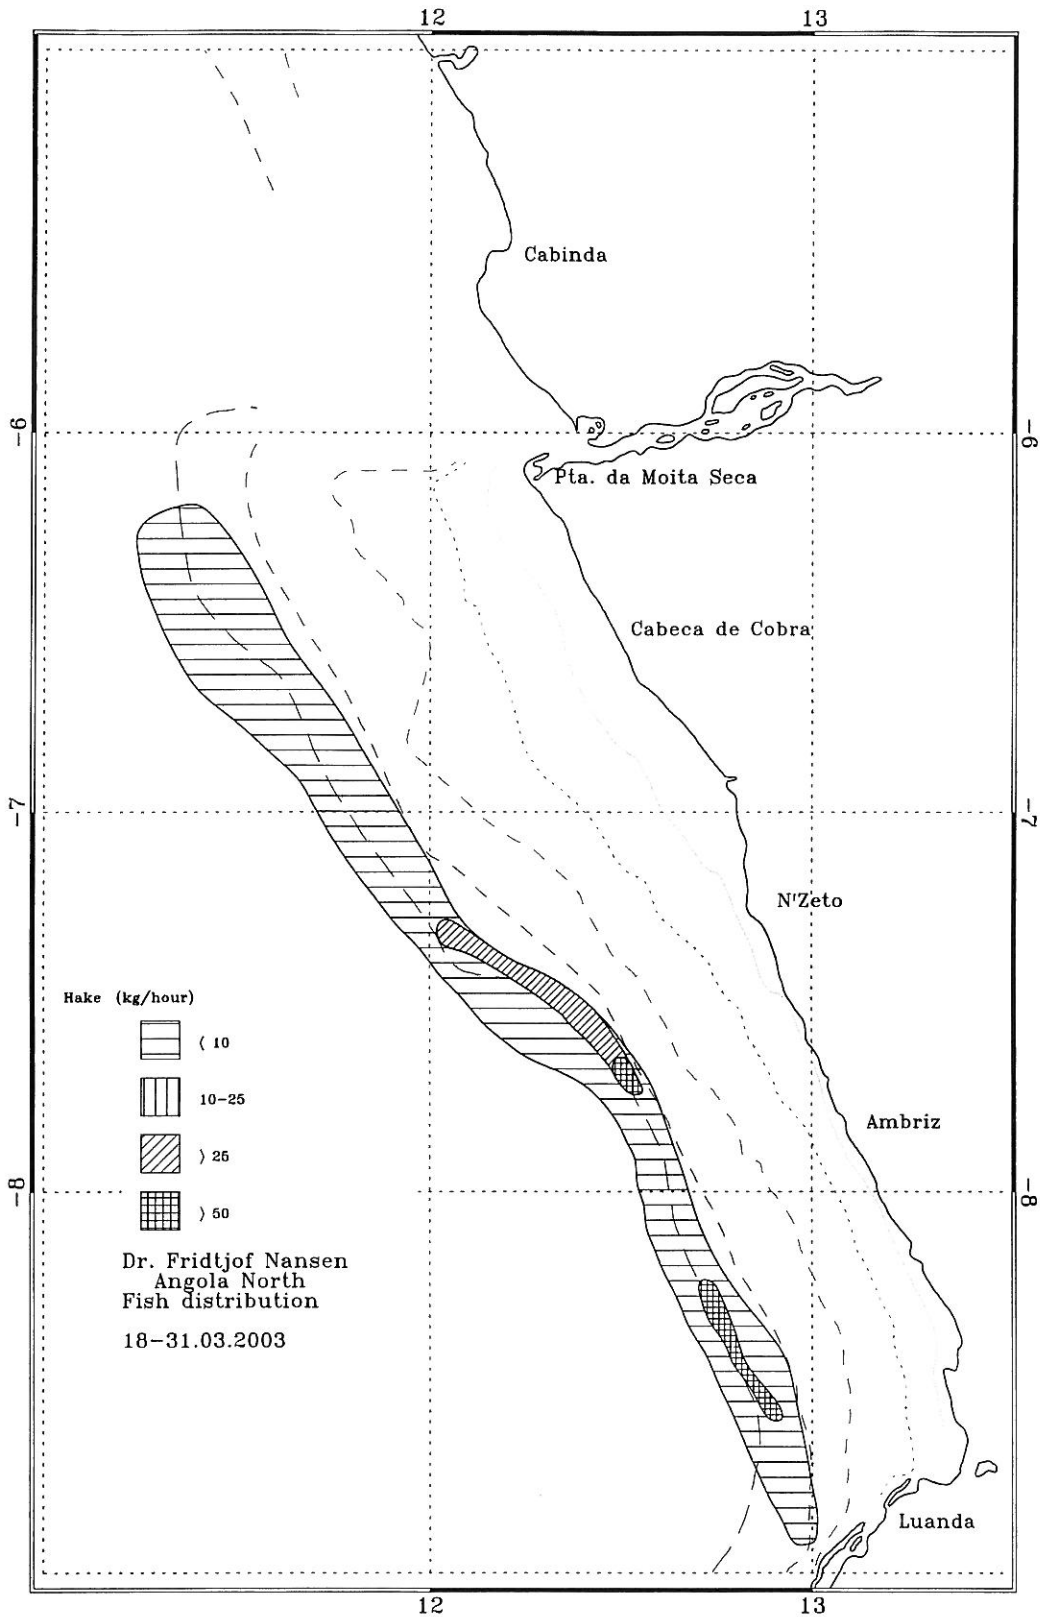 12 13
Cabinda
-6 -6
Pta. da Moita Seca
Cabeca de Cobra
-7 -7
N'Zeto
Hake (kg/hour)
⟨ 10
10-25
⟩ 25
⟩ 50
Ambriz
-8 -8
Dr. Fridtjof Nansen
Angola North
Fish distribution
18-31.03.2003
Luanda
12 13